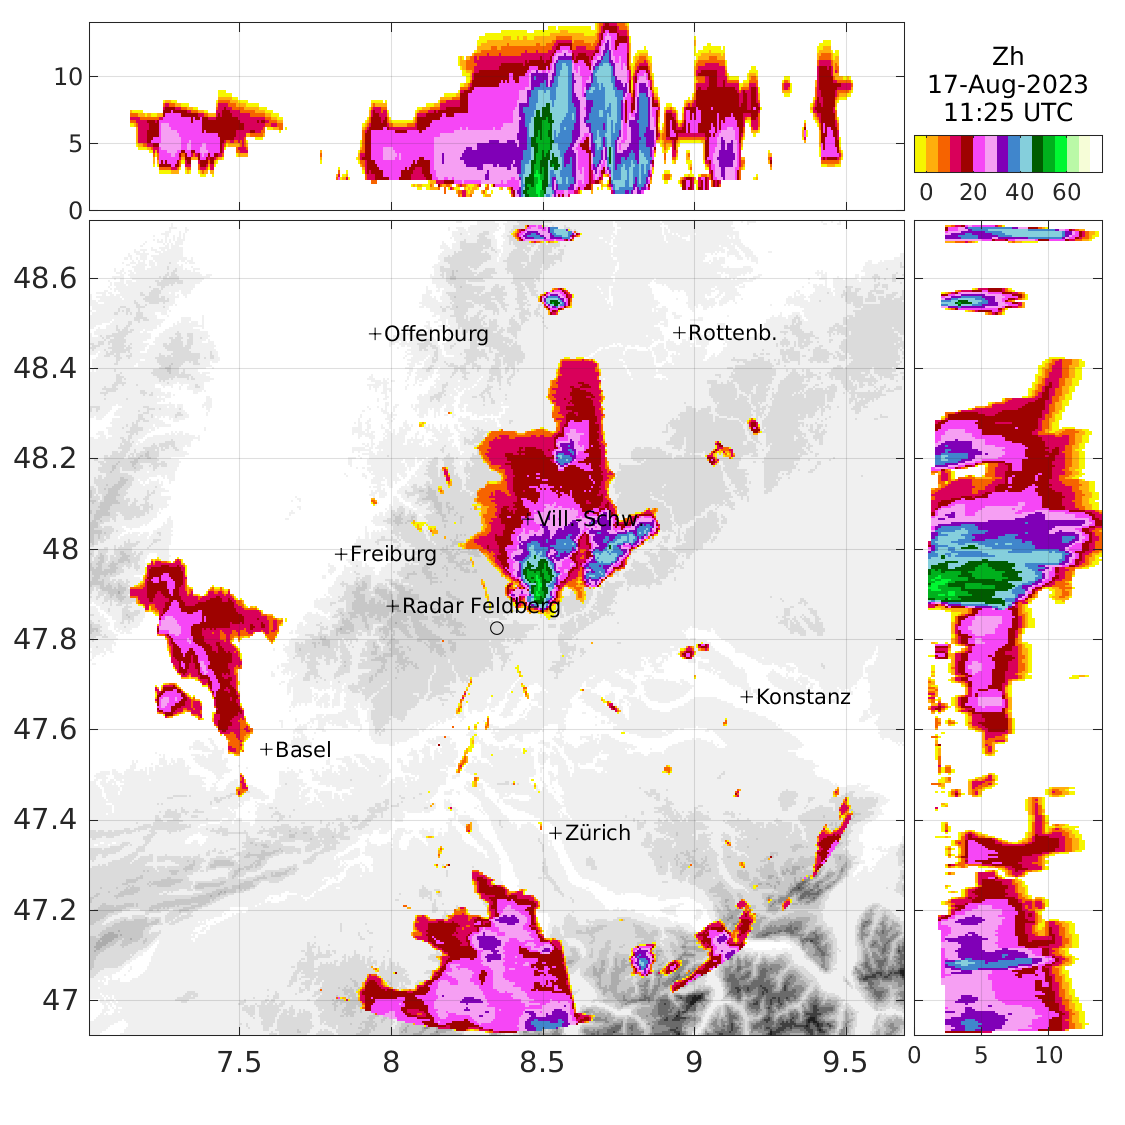 Zh
17-Aug-2023
11:25 UTC
0 20 40 60
10
5
0
48.6
48.4
48.2
48
47.8
47.6
47.4
47.2
47
+Offenburg
+Rottenb.
+Vill.-Schw.
+Freiburg
+Radar Feldberg
+Konstanz
+Basel
+Zürich
7.5 8 8.5 9 9.5
0 5 10